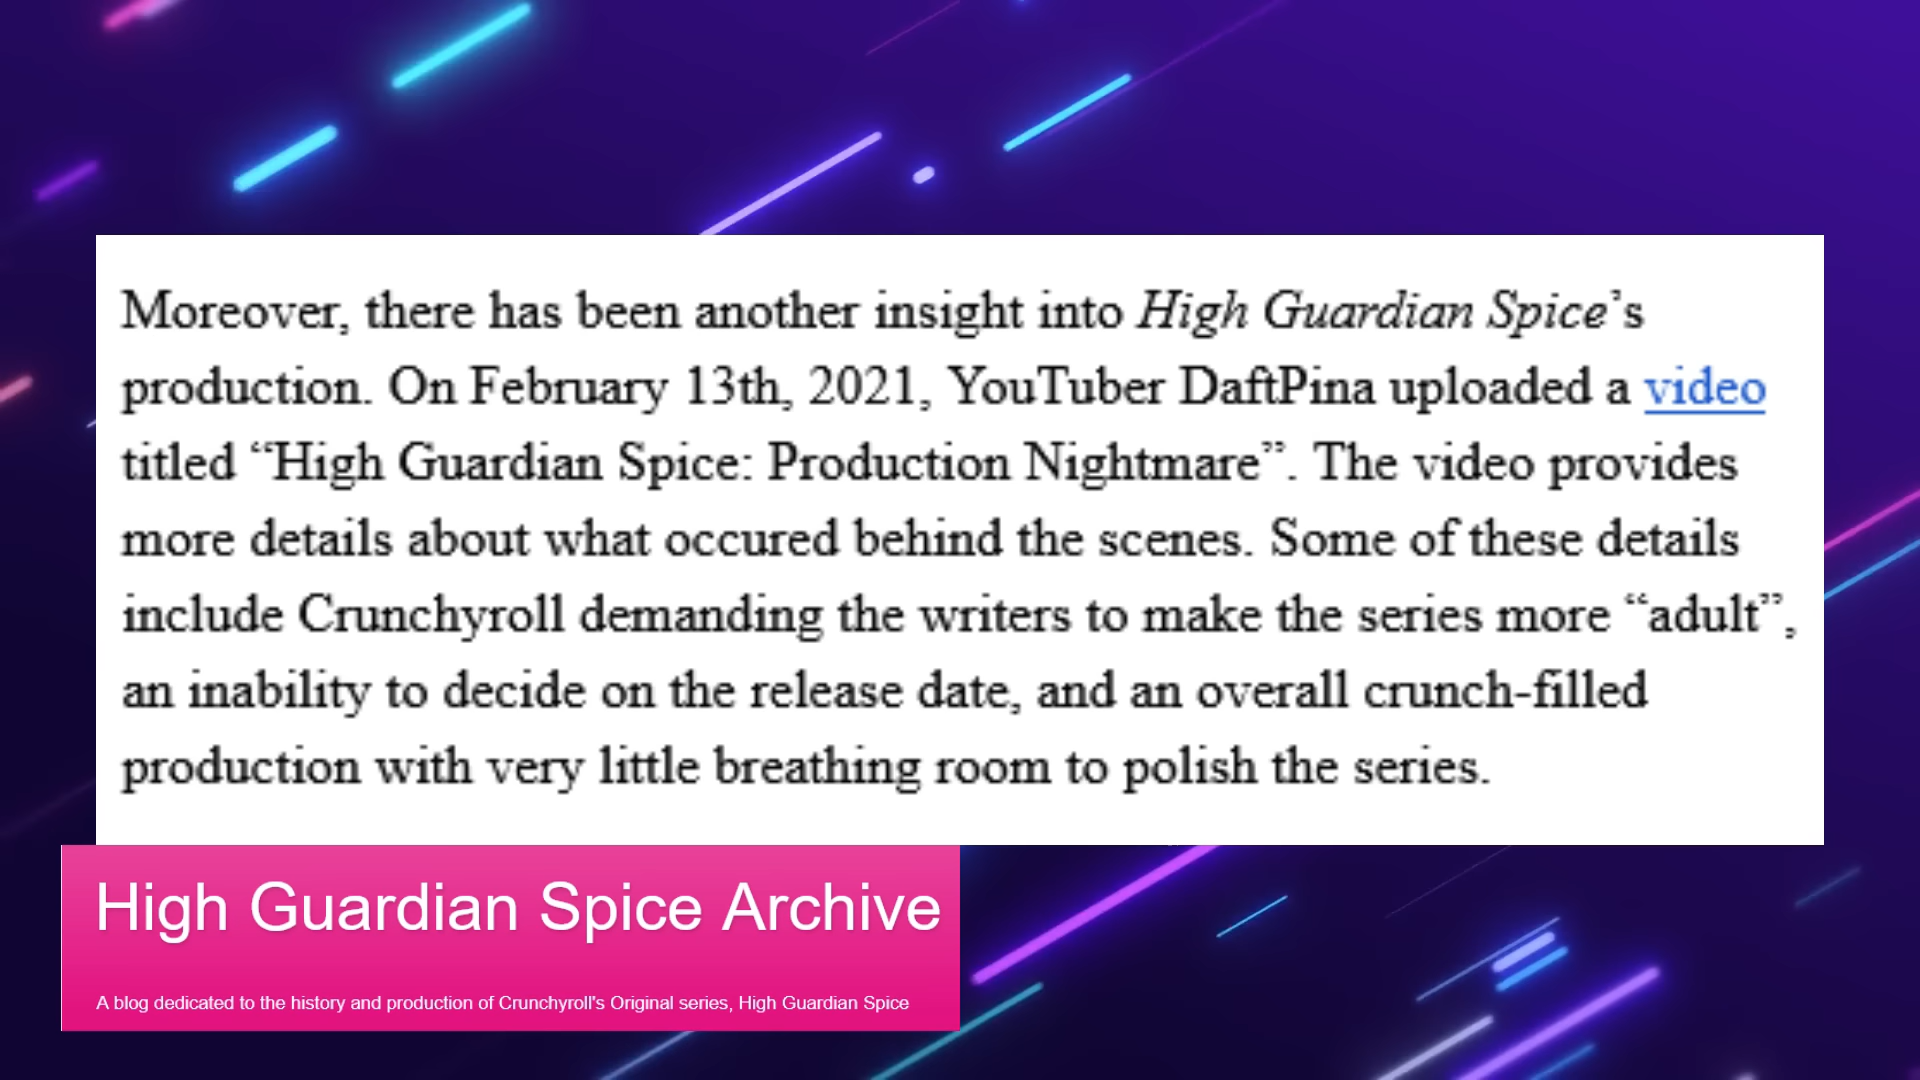 Moreover, there has been another insight into High Guardian Spice’s
production. On February 13th, 2021, YouTuber DaftPina uploaded a video
titled “High Guardian Spice: Production Nightmare”. The video provides
more details about what occured behind the scenes. Some of these details
include Crunchyroll demanding the writers to make the series more “adult”,
an inability to decide on the release date, and an overall crunch-filled
production with very little breathing room to polish the series.
High Guardian Spice Archive
A blog dedicated to the history and production of Crunchyroll's Original series, High Guardian Spice